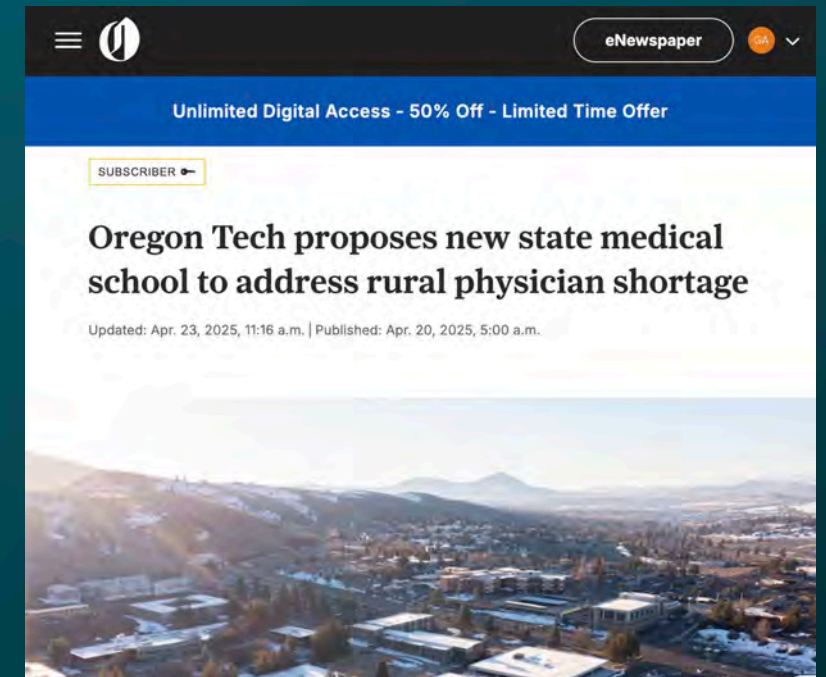 eNewspaper
GA
Unlimited Digital Access - 50% Off - Limited Time Offer
SUBSCRIBER
Oregon Tech proposes new state medical
school to address rural physician shortage
Updated: Apr. 23, 2025, 11:16 a.m. | Published: Apr. 20, 2025, 5:00 a.m.